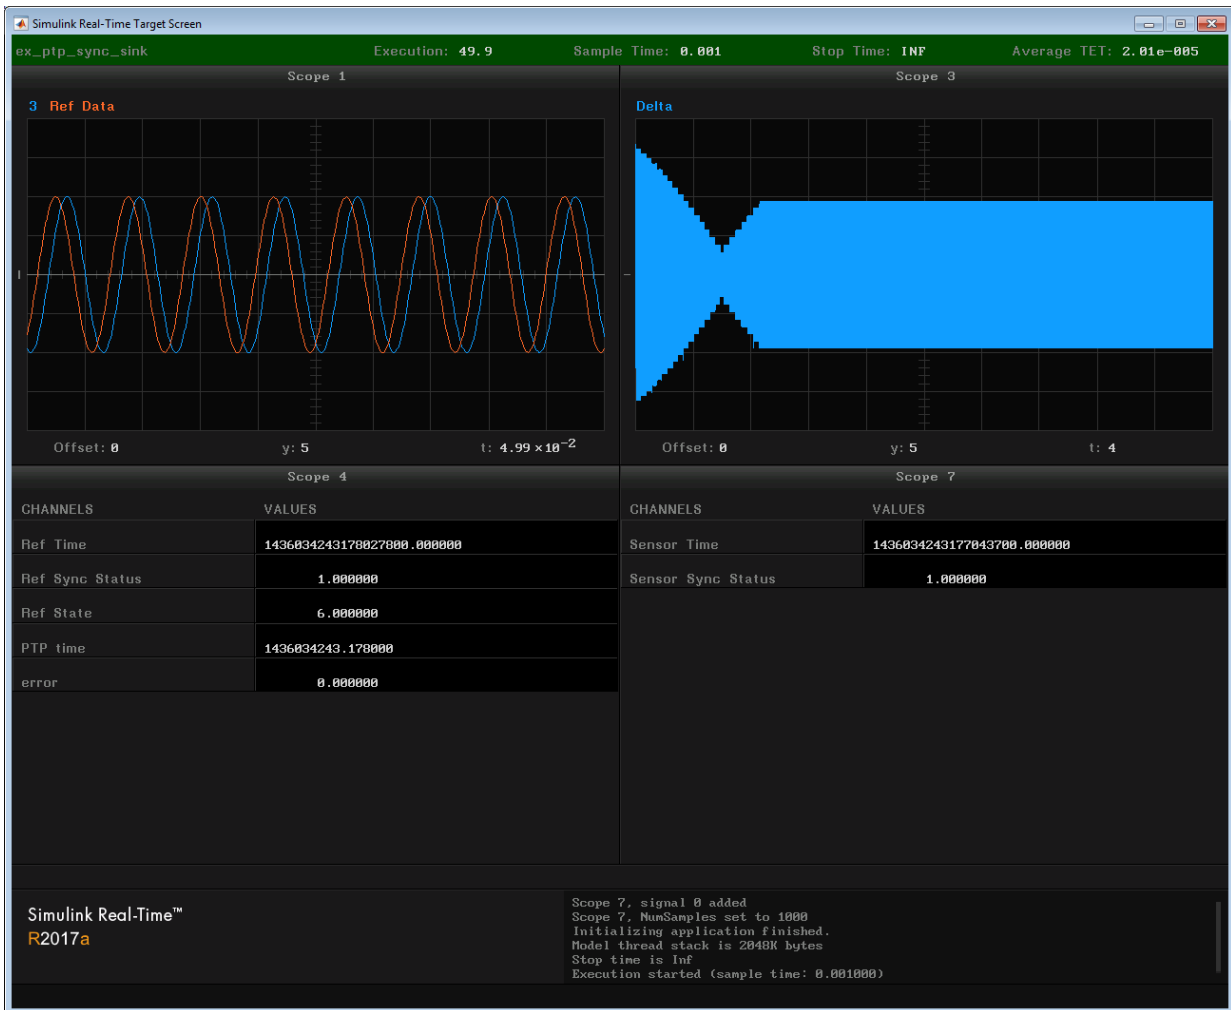 Simulink Real-Time Target Screen
ex_ptp_sync_sink Execution: 49.9 Sample Time: 0.001 Stop Time: INF Average TET: 2.01e-005
Scope 1
3 Ref Data
Offset: 0 y: 5 t: 4.99×10⁻²
Scope 3
Delta
Offset: 0 y: 5 t: 4
Scope 4
CHANNELS VALUES
Ref Time 1436034243178027800.000000
Ref Sync Status 1.000000
Ref State 6.000000
PTP time 1436034243.178000
error 0.000000
Scope 7
CHANNELS VALUES
Sensor Time 1436034243177043700.000000
Sensor Sync Status 1.000000
Simulink Real-Time™
R2017a
Scope 7, signal 0 added
Scope 7, NumSamples set to 1000
Initializing application finished.
Model thread stack is 2048K bytes
Stop time is Inf
Execution started (sample time: 0.001000)